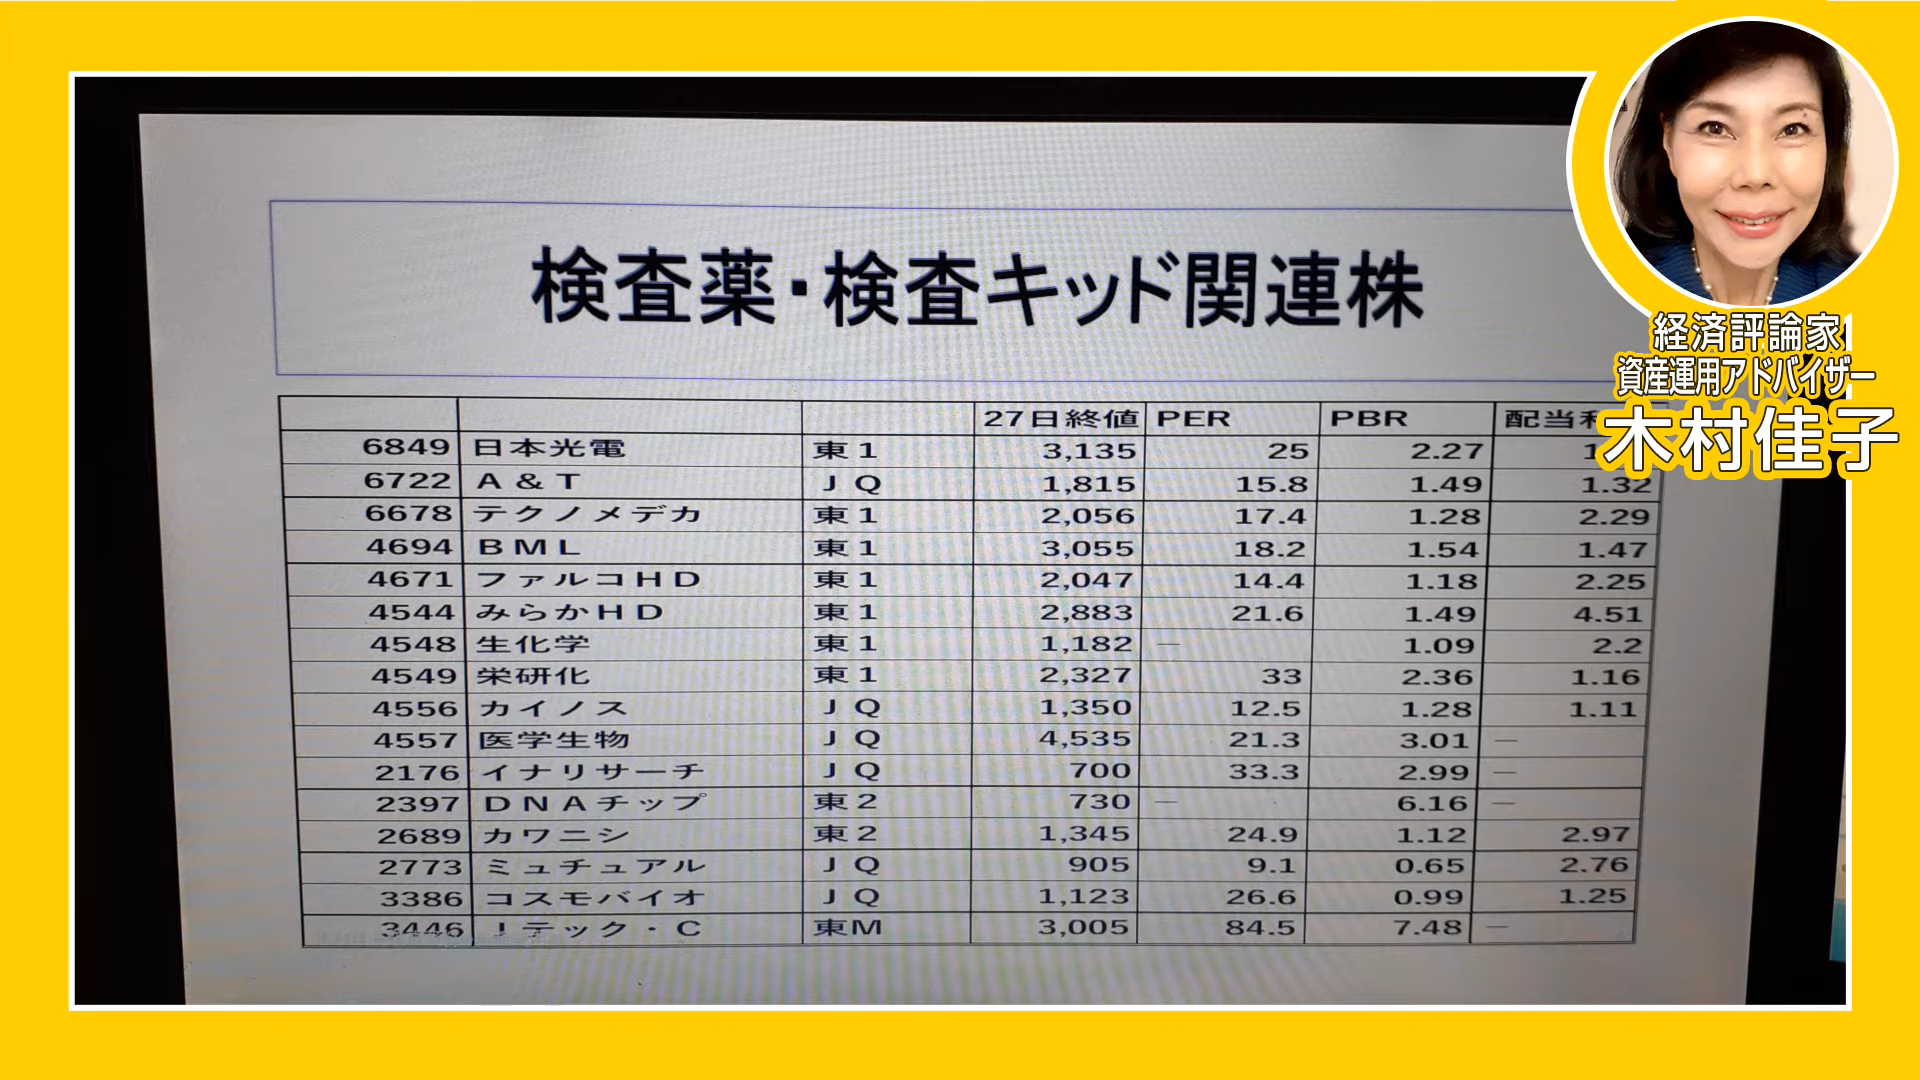 検査薬・検査キッド関連株
経済評論家
資産運用アドバイザー
木村佳子
27日終値 PER PBR 配当
6849 日本光電 東1 3,135 25 2.27
6722 A&T JQ 1,815 15.8 1.49 1.32
6678 テクノメデカ 東1 2,056 17.4 1.28 2.29
4694 BML 東1 3,055 18.2 1.54 1.47
4671 ファルコHD 東1 2,047 14.4 1.18 2.25
4544 みらかHD 東1 2,883 21.6 1.49 4.51
4548 生化学 東1 1,182 — 1.09 2.2
4549 栄研化 東1 2,327 33 2.36 1.16
4556 カイノス JQ 1,350 12.5 1.28 1.11
4557 医学生物 JQ 4,535 21.3 3.01 —
2176 イナリサーチ JQ 700 33.3 2.99 —
2397 DNAチップ 東2 730 — 6.16 —
2689 カワニシ 東2 1,345 24.9 1.12 2.97
2773 ミュチュアル JQ 905 9.1 0.65 2.76
3386 コスモバイオ JQ 1,123 26.6 0.99 1.25
3446 Jテック・C 東M 3,005 84.5 7.48 —